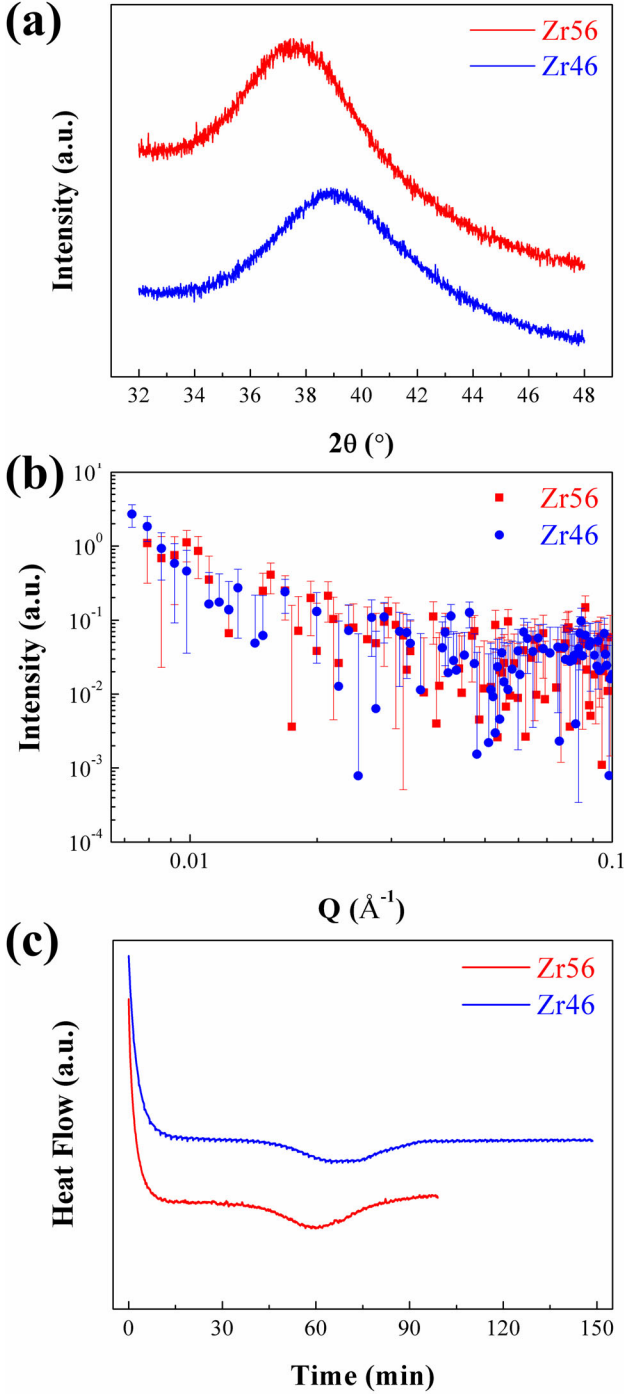 (a)
Zr56
Zr46
Intensity (a.u.)
32 34 36 37 40 42 44 46 48
2θ (°)
(b)
Zr56
Zr46
Intensity (a.u.)
10¹
10⁰
10⁻¹
10⁻²
10⁻³
10⁻⁴
0.01 0.1
Q (Å⁻¹)
(c)
Zr56
Zr46
Heat Flow (a.u.)
0 30 60 90 120 150
Time (min)